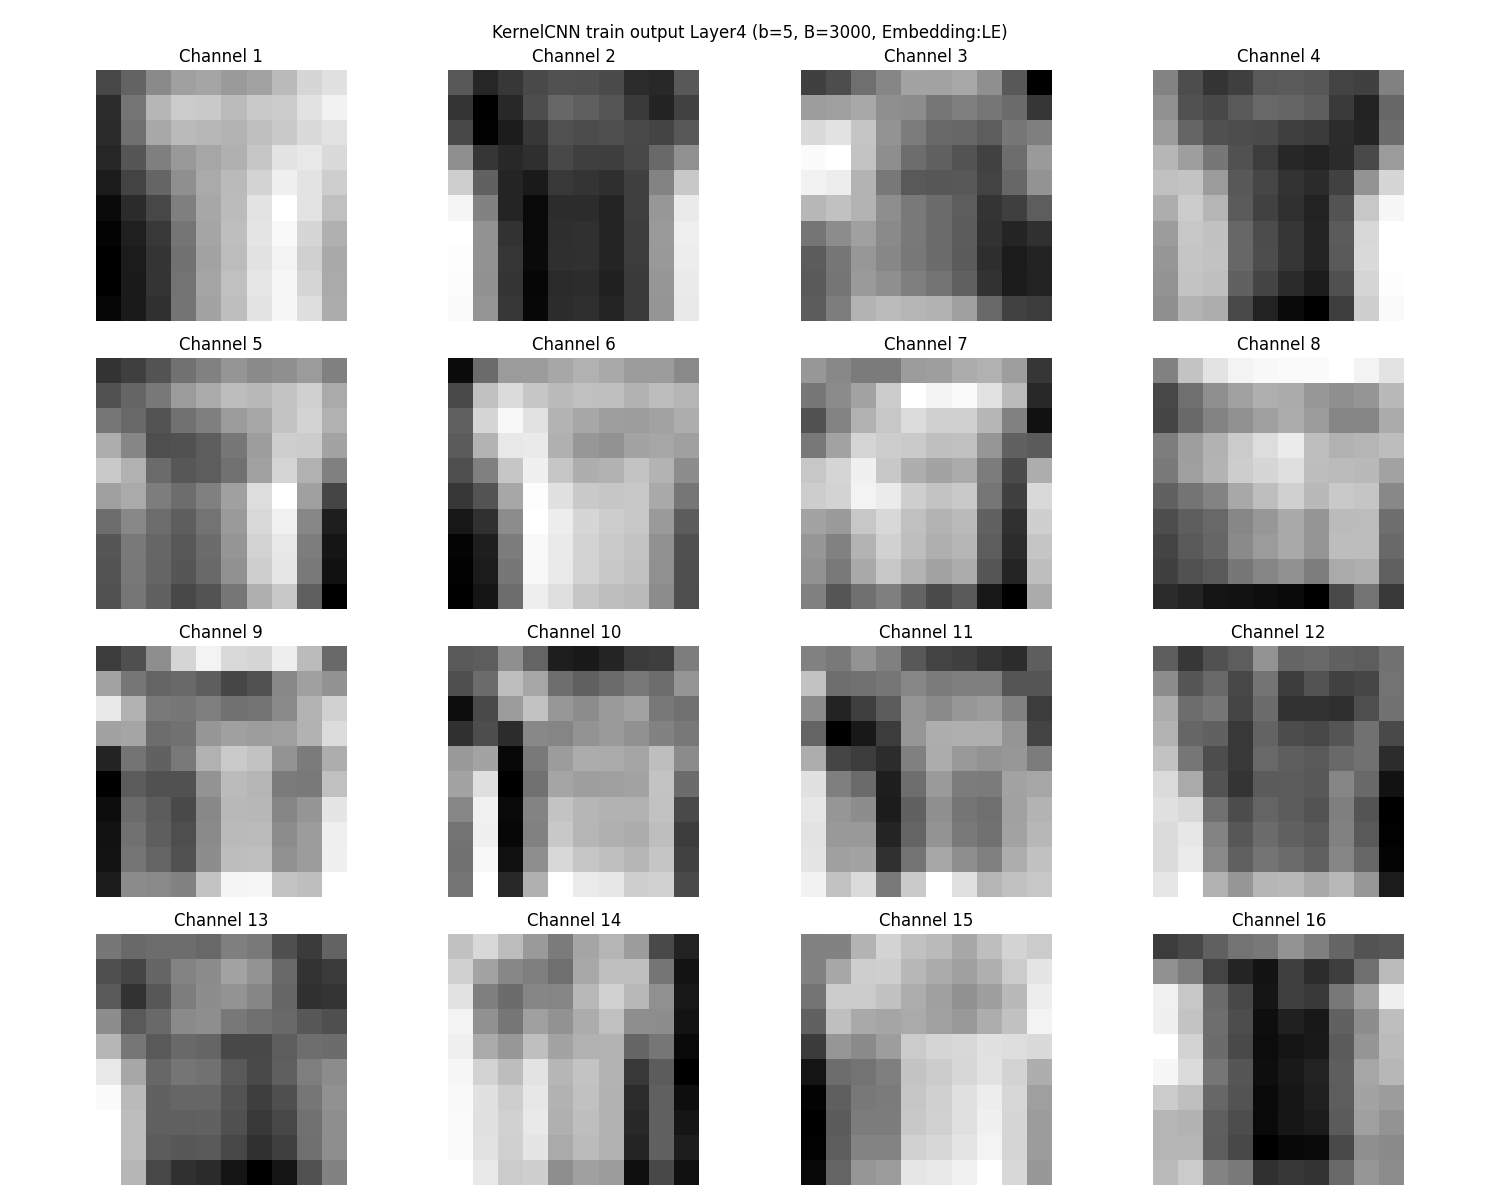 KernelCNN train output Layer4 (b=5, B=3000, Embedding:LE)
Channel 1
Channel 2
Channel 3
Channel 4
Channel 5
Channel 6
Channel 7
Channel 8
Channel 9
Channel 10
Channel 11
Channel 12
Channel 13
Channel 14
Channel 15
Channel 16